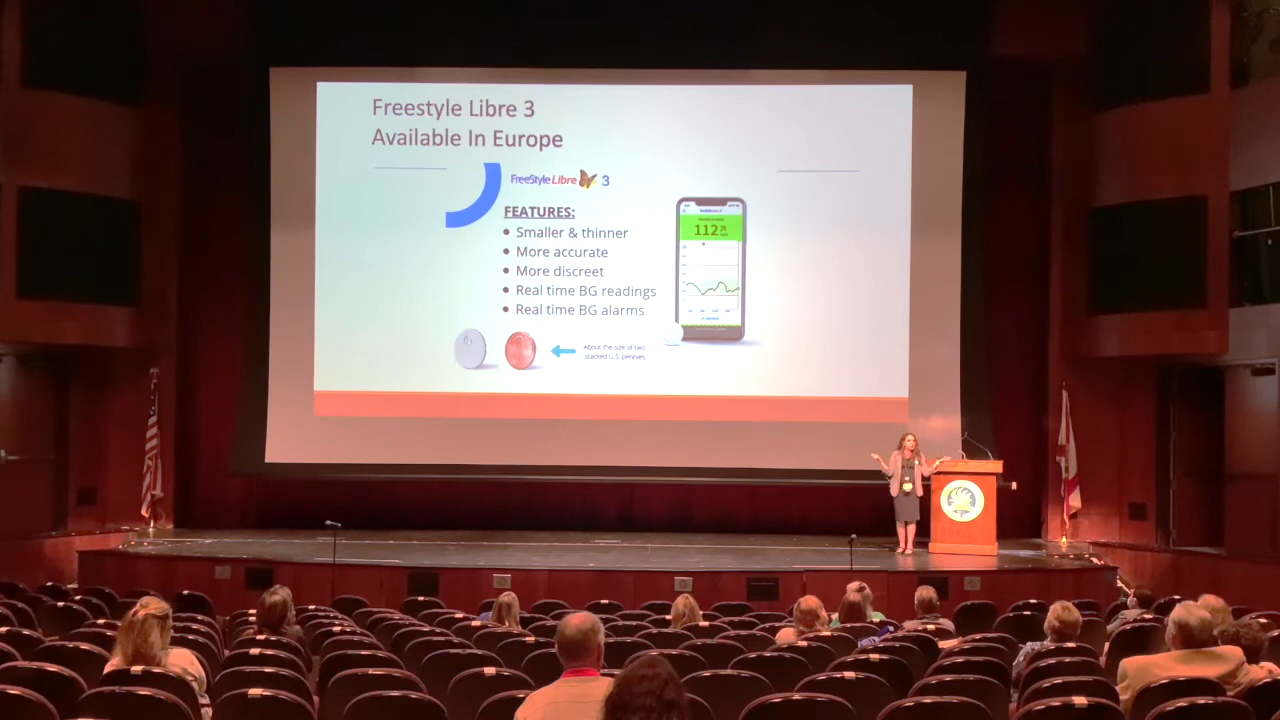 Freestyle Libre 3
Available In Europe
FreeStyle Libre 3
FEATURES:
• Smaller & thinner
• More accurate
• More discreet
• Real time BG readings
• Real time BG alarms
112
About the size of two
stacked U.S. pennies